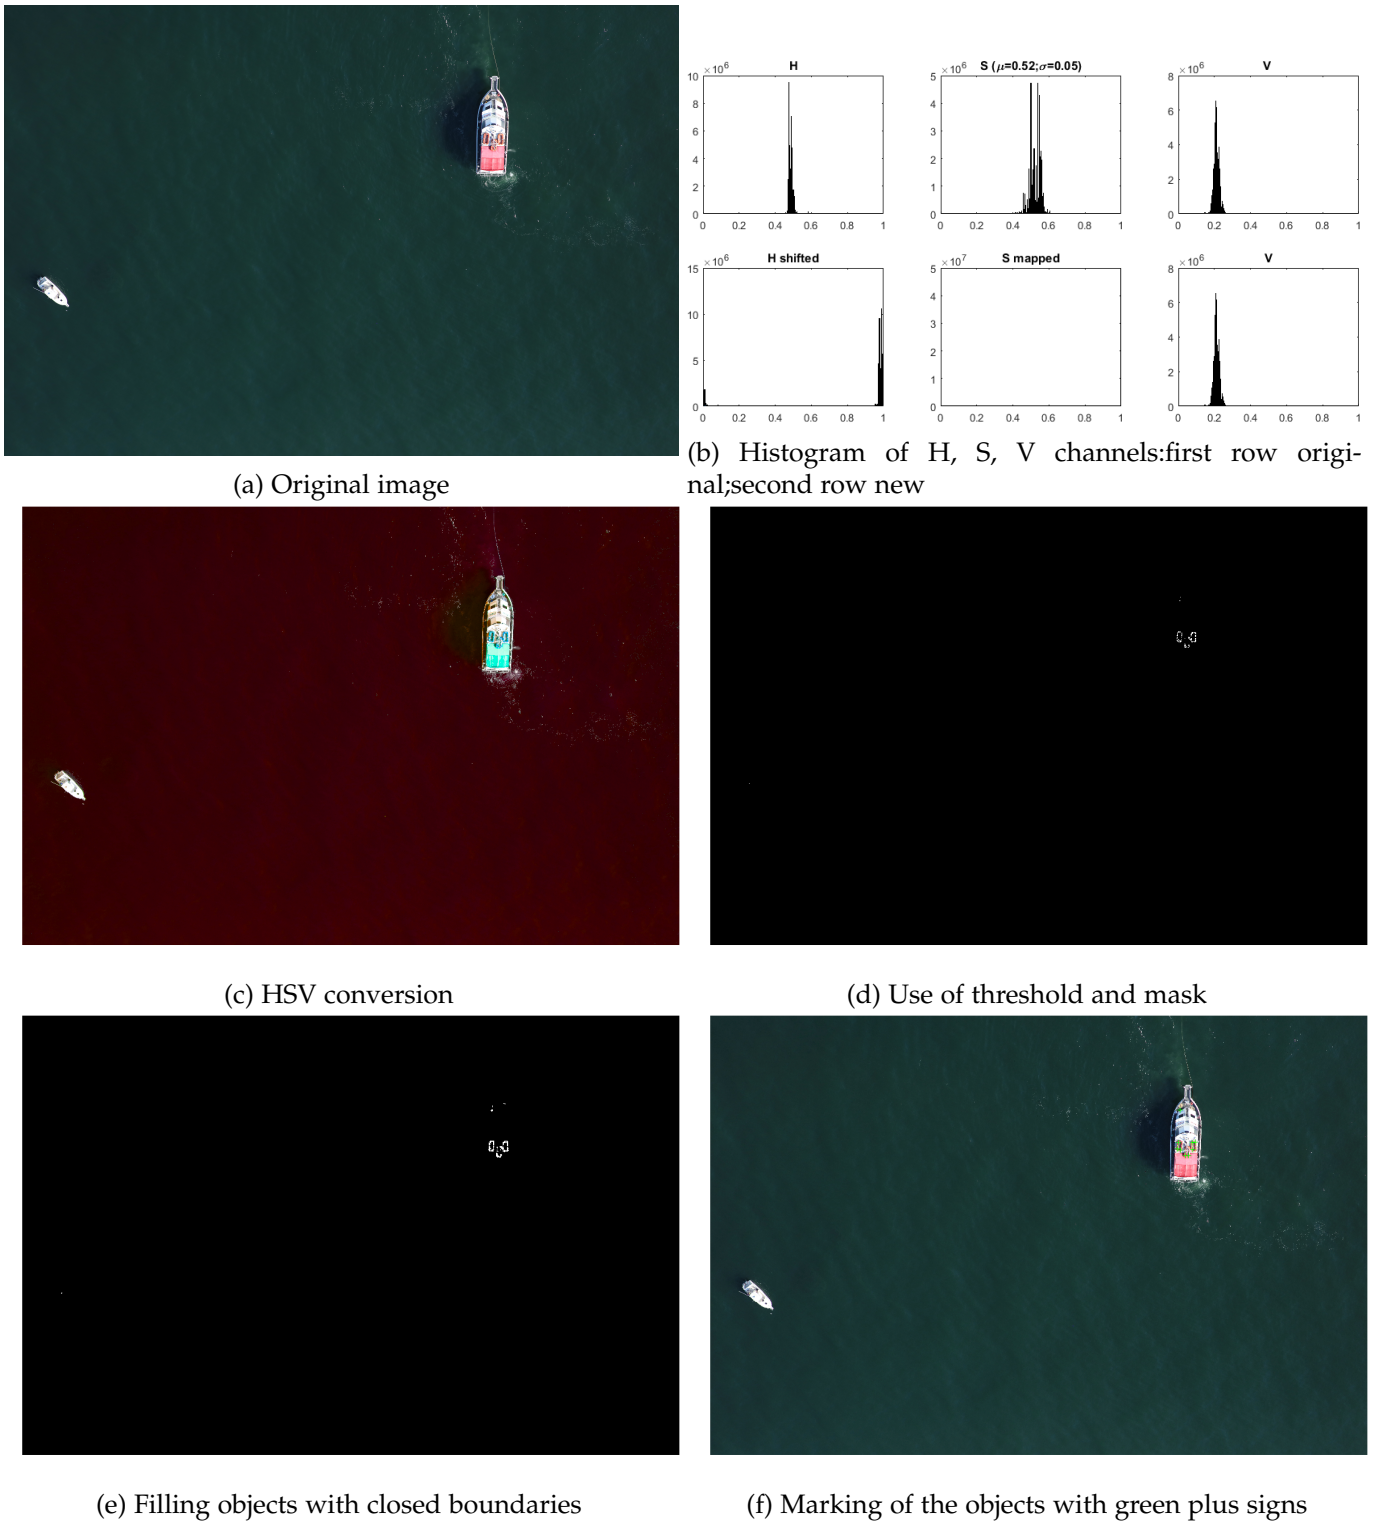 H
×10⁶
10
8
6
4
2
0
0 0.2 0.4 0.6 0.8 1
S (μ=0.52;σ=0.05)
×10⁶
5
4
3
2
1
0
0 0.2 0.4 0.6 0.8 1
V
×10⁶
8
6
4
2
0
0 0.2 0.4 0.6 0.8 1
H shifted
×10⁶
15
10
5
0
0 0.2 0.4 0.6 0.8 1
S mapped
×10⁷
5
4
3
2
1
0
0 0.2 0.4 0.6 0.8 1
V
×10⁶
8
6
4
2
0
0 0.2 0.4 0.6 0.8 1
(a) Original image
(b) Histogram of H, S, V channels:first row origi-
nal;second row new
(c) HSV conversion
(d) Use of threshold and mask
(e) Filling objects with closed boundaries
(f) Marking of the objects with green plus signs